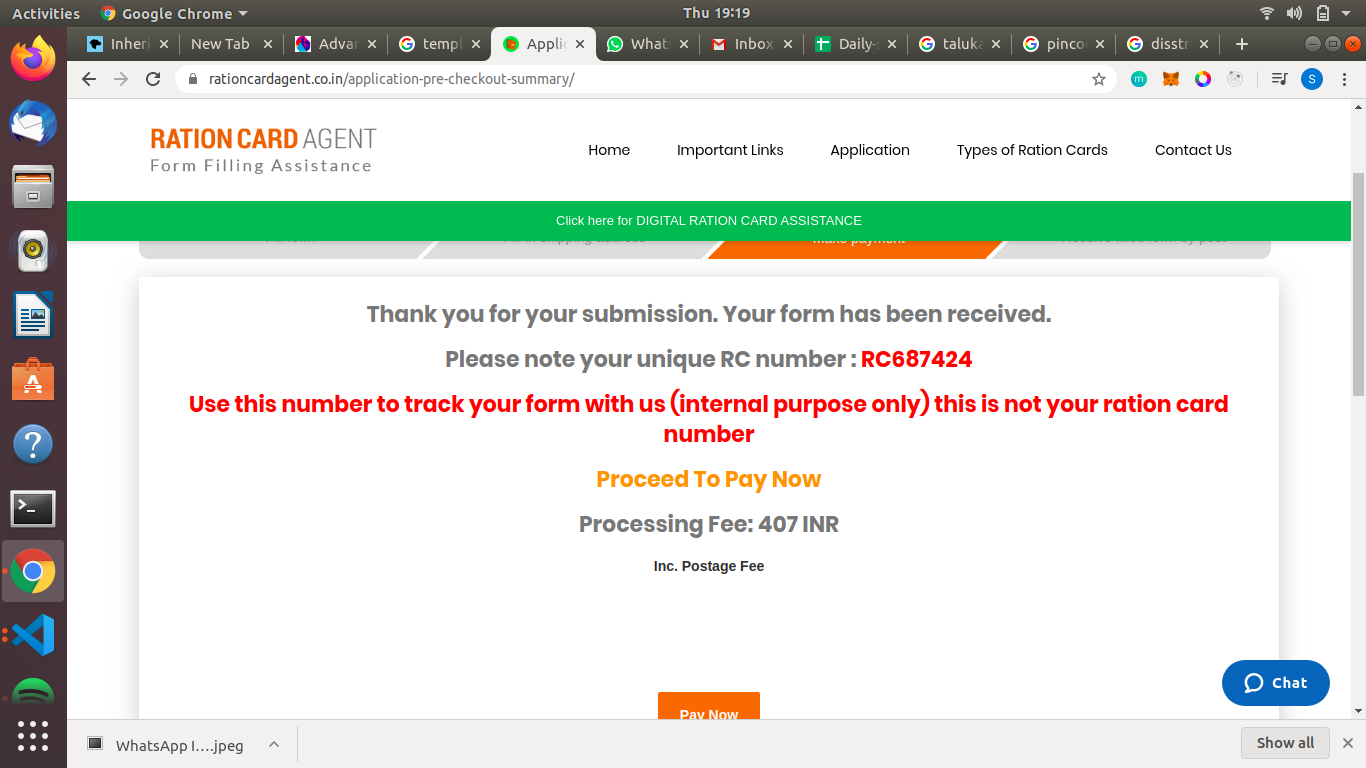 Activities
Google Chrome
Thu 19:19
Inheri
New Tab
Advar
templ
Applic
Whats
Inbox
Daily-s
taluka
pinco
disstr
rationcardagent.co.in/application-pre-checkout-summary/
S
RATION CARD AGENT
Form Filling Assistance
Home
Important Links
Application
Types of Ration Cards
Contact Us
Click here for DIGITAL RATION CARD ASSISTANCE
Make payment
Thank you for your submission. Your form has been received.
Please note your unique RC number : RC687424
Use this number to track your form with us (internal purpose only) this is not your ration card
number
Proceed To Pay Now
Processing Fee: 407 INR
Inc. Postage Fee
Pay Now
Chat
WhatsApp I....jpeg
Show all